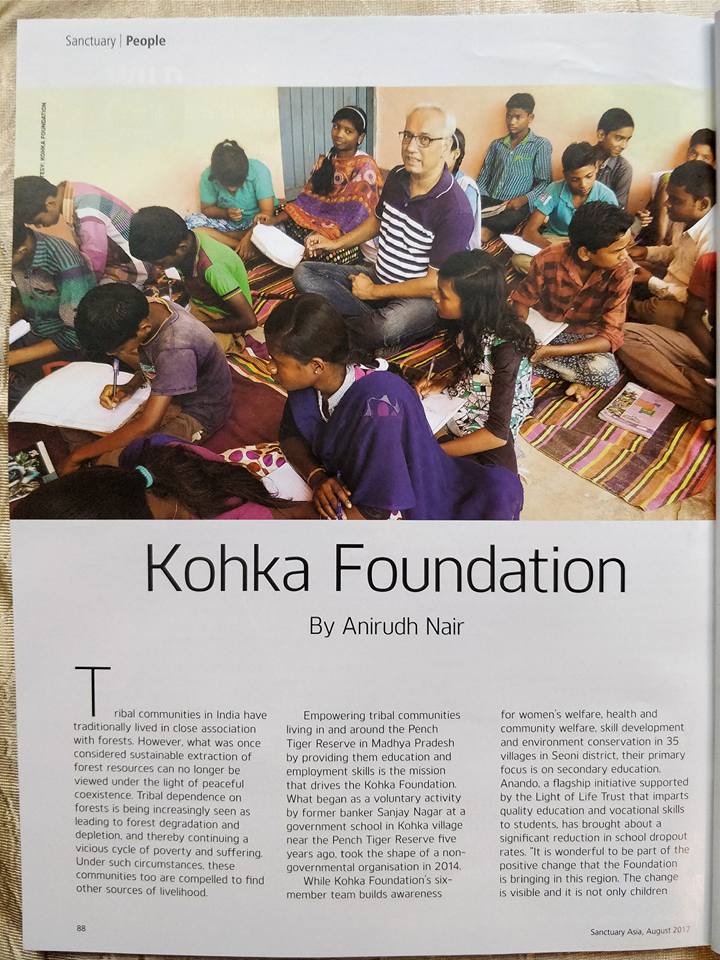 Sanctuary | People
TESY: KOHKA FOUNDATION
Kohka Foundation
By Anirudh Nair
Tribal communities in India have
traditionally lived in close association
with forests. However, what was once
considered sustainable extraction of
forest resources can no longer be
viewed under the light of peaceful
coexistence. Tribal dependence on
forests is being increasingly seen as
leading to forest degradation and
depletion, and thereby continuing a
vicious cycle of poverty and suffering.
Under such circumstances, these
communities too are compelled to find
other sources of livelihood.
Empowering tribal communities
living in and around the Pench
Tiger Reserve in Madhya Pradesh
by providing them education and
employment skills is the mission
that drives the Kohka Foundation.
What began as a voluntary activity
by former banker Sanjay Nagar at a
government school in Kohka village
near the Pench Tiger Reserve five
years ago, took the shape of a non-
governmental organisation in 2014.
While Kohka Foundation's six-
member team builds awareness
for women's welfare, health and
community welfare, skill development
and environment conservation in 35
villages in Seoni district, their primary
focus is on secondary education.
Anando, a flagship initiative supported
by the Light of Life Trust that imparts
quality education and vocational skills
to students, has brought about a
significant reduction in school dropout
rates. "It is wonderful to be part of the
positive change that the Foundation
is bringing in this region. The change
is visible and it is not only children
88
Sanctuary Asia, August 2017